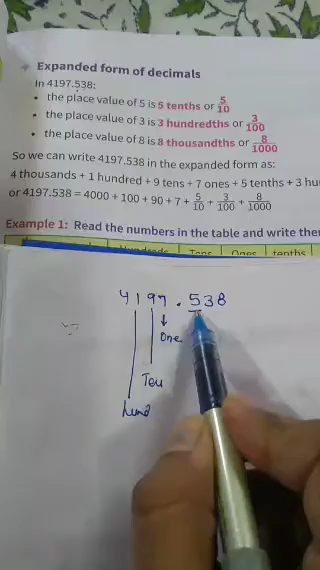 Expanded form of decimals
In 4197.538:
• the place value of 5 is 5 tenths or 5/10
• the place value of 3 is 3 hundredths or 3/100
• the place value of 8 is 8 thousandths or 8/1000
So we can write 4197.538 in the expanded form as:
4 thousands + 1 hundred + 9 tens + 7 ones + 5 tenths + 3 hu
or 4197.538 = 4000 + 100 + 90 + 7 + 5/10 + 3/100 + 8/1000
Example 1: Read the numbers in the table and write the
Hundreds Tens Ones tenths
4197.538
One
Ten
hund